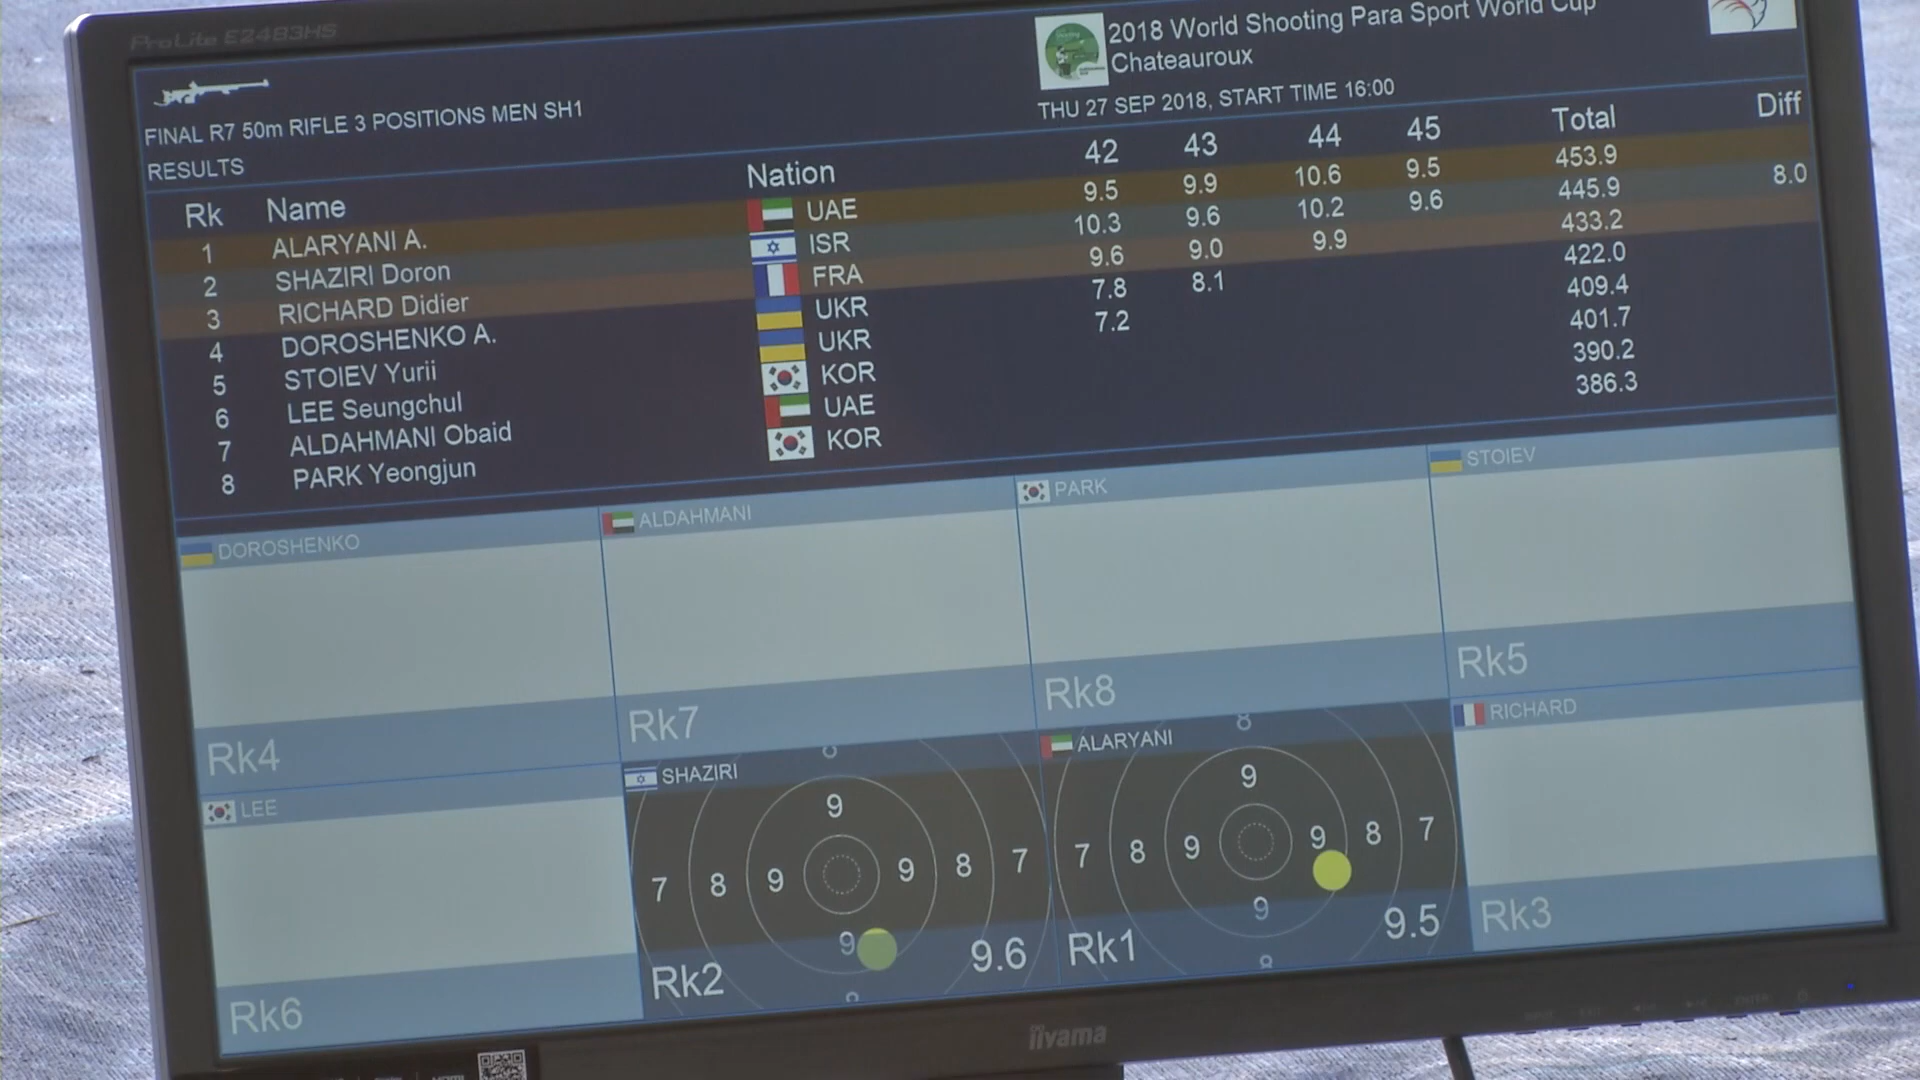 ProLite E2483HS
2018 World Shooting Para Sport World Cup
Chateauroux
FINAL R7 50m RIFLE 3 POSITIONS MEN SH1
THU 27 SEP 2018, START TIME 16:00
RESULTS
Rk Name Nation 42 43 44 45 Total Diff
1 ALARYANI A. UAE 9.5 9.9 10.6 9.5 453.9
2 SHAZIRI Doron ISR 10.3 9.6 10.2 9.6 445.9 8.0
3 RICHARD Didier FRA 9.6 9.0 9.9 433.2
4 DOROSHENKO A. UKR 7.8 8.1 422.0
5 STOIEV Yurii UKR 7.2 409.4
6 LEE Seungchul KOR 401.7
7 ALDAHMANI Obaid UAE 390.2
8 PARK Yeongjun KOR 386.3
DOROSHENKO
Rk4
ALDAHMANI
Rk7
PARK
Rk8
STOIEV
Rk5
LEE
Rk6
SHAZIRI
9
7 8 9 9 8 7
9
Rk2 9.6
ALARYANI
8
9
7 8 9 9 8 7
9
Rk1 9.5
RICHARD
Rk3
iiyama